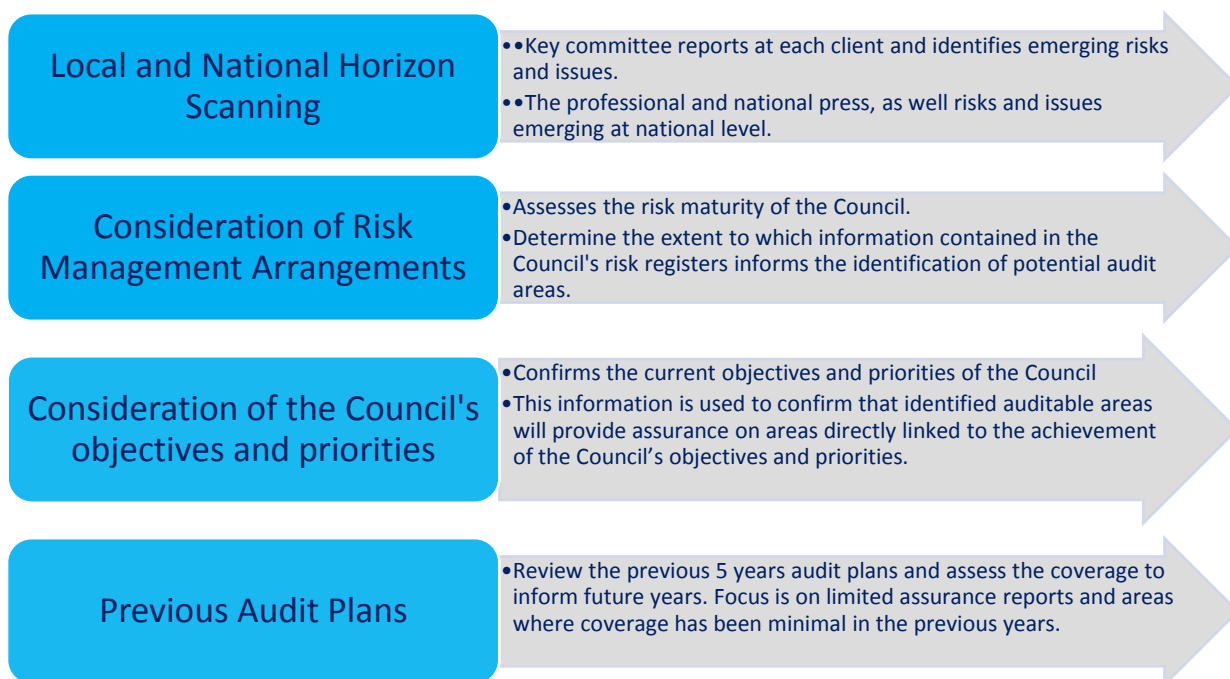 Local and National Horizon
Scanning
••Key committee reports at each client and identifies emerging risks
and issues.
••The professional and national press, as well risks and issues
emerging at national level.
Consideration of Risk
Management Arrangements
•Assesses the risk maturity of the Council.
•Determine the extent to which information contained in the
Council's risk registers informs the identification of potential audit
areas.
Consideration of the Council's
objectives and priorities
•Confirms the current objectives and priorities of the Council
•This information is used to confirm that identified auditable areas
will provide assurance on areas directly linked to the achievement
of the Council’s objectives and priorities.
Previous Audit Plans
•Review the previous 5 years audit plans and assess the coverage to
inform future years. Focus is on limited assurance reports and areas
where coverage has been minimal in the previous years.